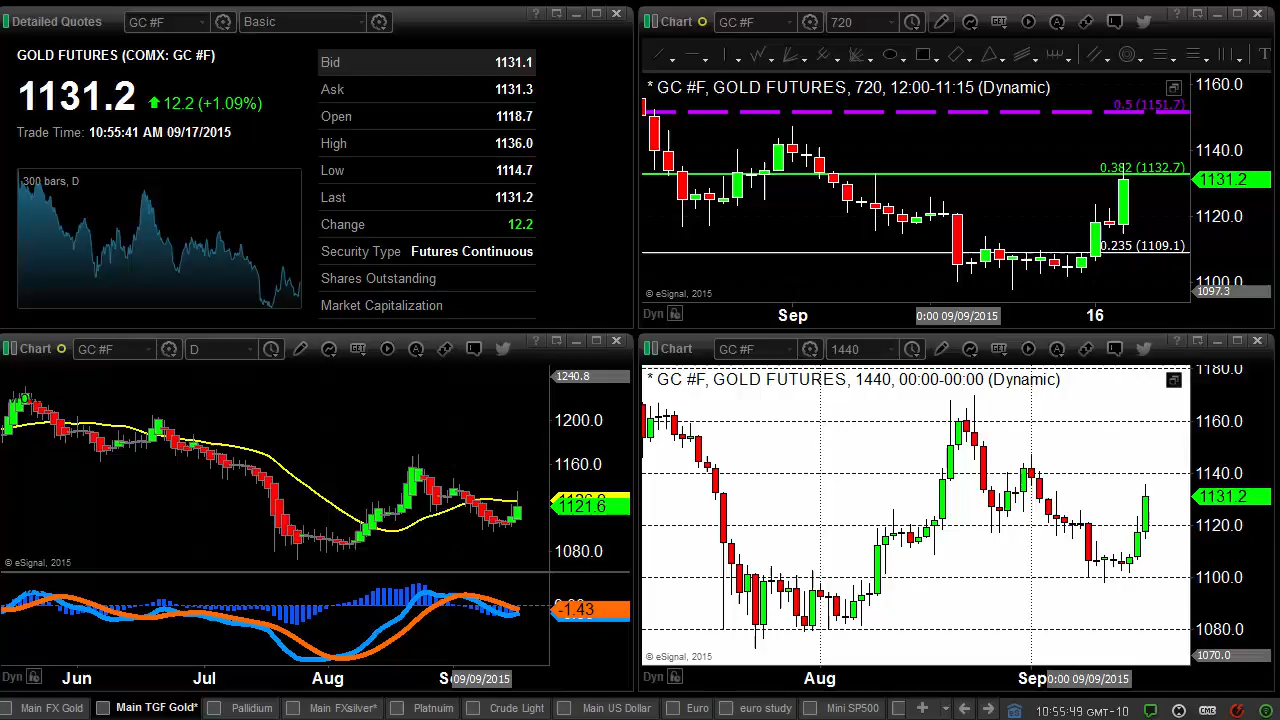 Detailed Quotes GC #F Basic
GOLD FUTURES (COMX: GC #F)
1131.2 12.2 (+1.09%)
Trade Time: 10:55:41 AM 09/17/2015
300 bars, D
Bid 1131.1
Ask 1131.3
Open 1118.7
High 1136.0
Low 1114.7
Last 1131.2
Change 12.2
Security Type Futures Continuous
Shares Outstanding
Market Capitalization
Chart GC #F 720
* GC #F, GOLD FUTURES, 720, 12:00-11:15 (Dynamic)
1160.0
0.5 (1151.7)
1140.0
0.382 (1132.7)
1131.2
1120.0
0.235 (1109.1)
1100.0
1097.3
© eSignal, 2015
Dyn Sep 0:00 09/09/2015 16
Chart GC #F D
1240.8
1200.0
1160.0
1121.6
1080.0
© eSignal, 2015
-1.43
Dyn Jun Jul Aug 09/09/2015
Chart GC #F 1440
* GC #F, GOLD FUTURES, 1440, 00:00-00:00 (Dynamic)
1180.0
1160.0
1140.0
1131.2
1120.0
1100.0
1080.0
1070.0
© eSignal, 2015
Dyn Aug Sep 0:00 09/09/2015
Main FX Gold Main TGF Gold* Pallidium Main FXsilver* Platnuim Crude Light Main US Dollar Euro euro study Mini SP500 10:55:49 GMT-10